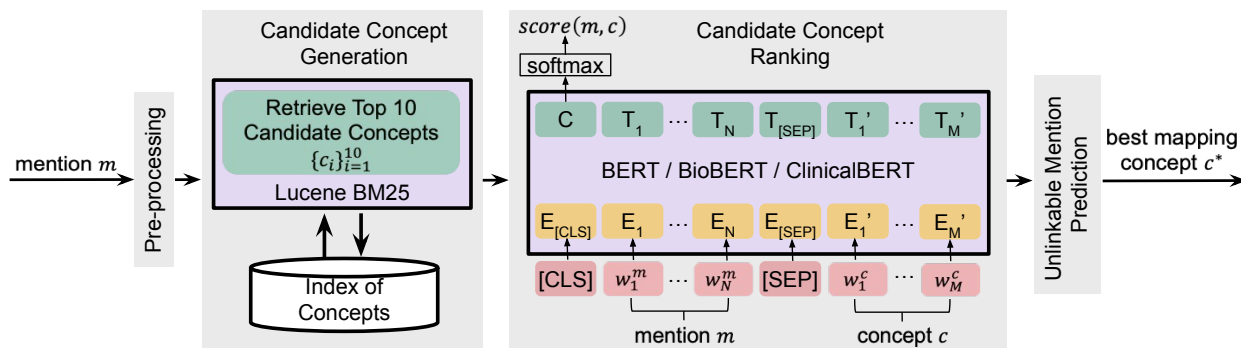 mention m
Pre-processing
Candidate Concept
Generation
Retrieve Top 10
Candidate Concepts
{c_i}_{i=1}^{10}
Lucene BM25
Index of
Concepts
score(m, c)
softmax
Candidate Concept
Ranking
C T_1 ... T_N T_[SEP] T_1' ... T_M'
BERT / BioBERT / ClinicalBERT
E_[CLS] E_1 ... E_N E_[SEP] E_1' ... E_M'
[CLS] w_1^m ... w_N^m [SEP] w_1^c ... w_M^c
mention m
concept c
Unlinkable Mention
Prediction
best mapping
concept c*